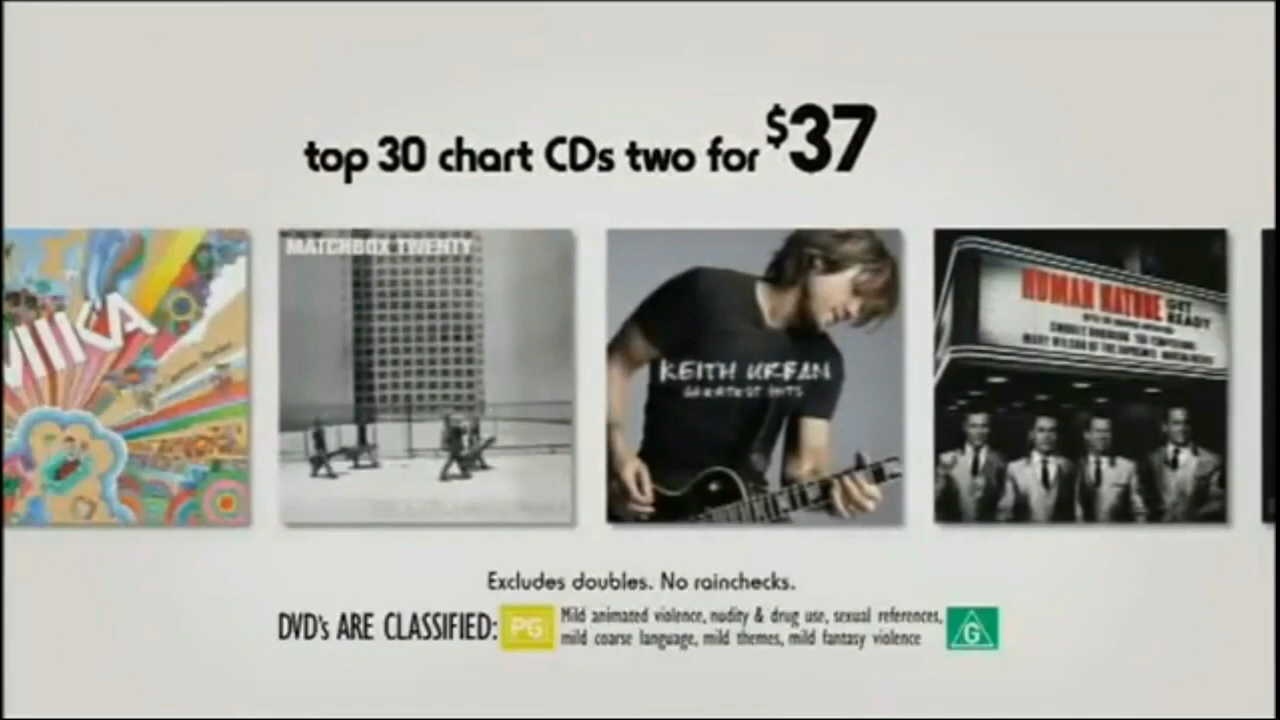 top 30 chart CDs two for $37
MIKA
MATCHBOX TWENTY
KEITH URBAN
GREATEST HITS
HUMAN NATURE GET
READY
Excludes doubles. No rainchecks.
DVD's ARE CLASSIFIED: PG Mild animated violence, nudity & drug use, sexual references, G
mild coarse language, mild themes, mild fantasy violence